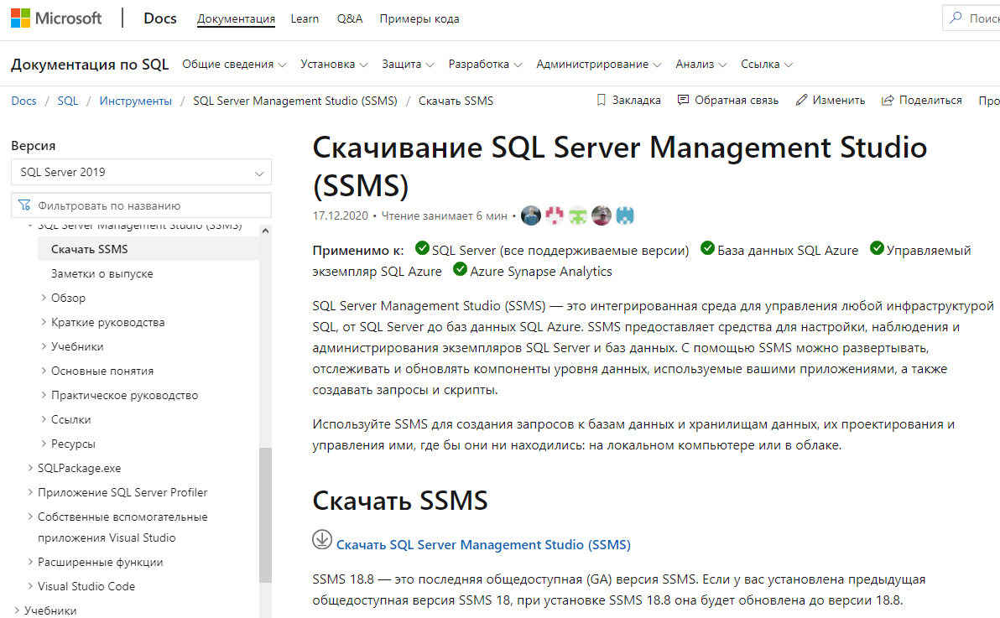 Microsoft Docs Документация Learn Q&A Примеры кода
Документация по SQL Общие сведения Установка Защита Разработка Администрирование Анализ Ссылка
Docs / SQL / Инструменты / SQL Server Management Studio (SSMS) / Скачать SSMS Закладка Обратная связь Изменить Поделиться
Версия
SQL Server 2019
Фильтровать по названию
SQL Server Management Studio (SSMS)
Скачать SSMS
Заметки о выпуске
Обзор
Краткие руководства
Учебники
Основные понятия
Практическое руководство
Ссылки
Ресурсы
SQLPackage.exe
Приложение SQL Server Profiler
Собственные вспомогательные
приложения Visual Studio
Расширенные функции
Visual Studio Code
Учебники
Скачивание SQL Server Management Studio
(SSMS)
17.12.2020 • Чтение занимает 6 мин •
Применимо к: SQL Server (все поддерживаемые версии) База данных SQL Azure Управляемый
экземпляр SQL Azure Azure Synapse Analytics
SQL Server Management Studio (SSMS) — это интегрированная среда для управления любой инфраструктурой
SQL, от SQL Server до баз данных SQL Azure. SSMS предоставляет средства для настройки, наблюдения и
администрирования экземпляров SQL Server и баз данных. С помощью SSMS можно развертывать,
отслеживать и обновлять компоненты уровня данных, используемые вашими приложениями, а также
создавать запросы и скрипты.
Используйте SSMS для создания запросов к базам данных и хранилищам данных, их проектирования и
управления ими, где бы они ни находились: на локальном компьютере или в облаке.
Скачать SSMS
Скачать SQL Server Management Studio (SSMS)
SSMS 18.8 — это последняя общедоступная (GA) версия SSMS. Если у вас установлена предыдущая
общедоступная версия SSMS 18, при установке SSMS 18.8 она будет обновлена до версии 18.8.